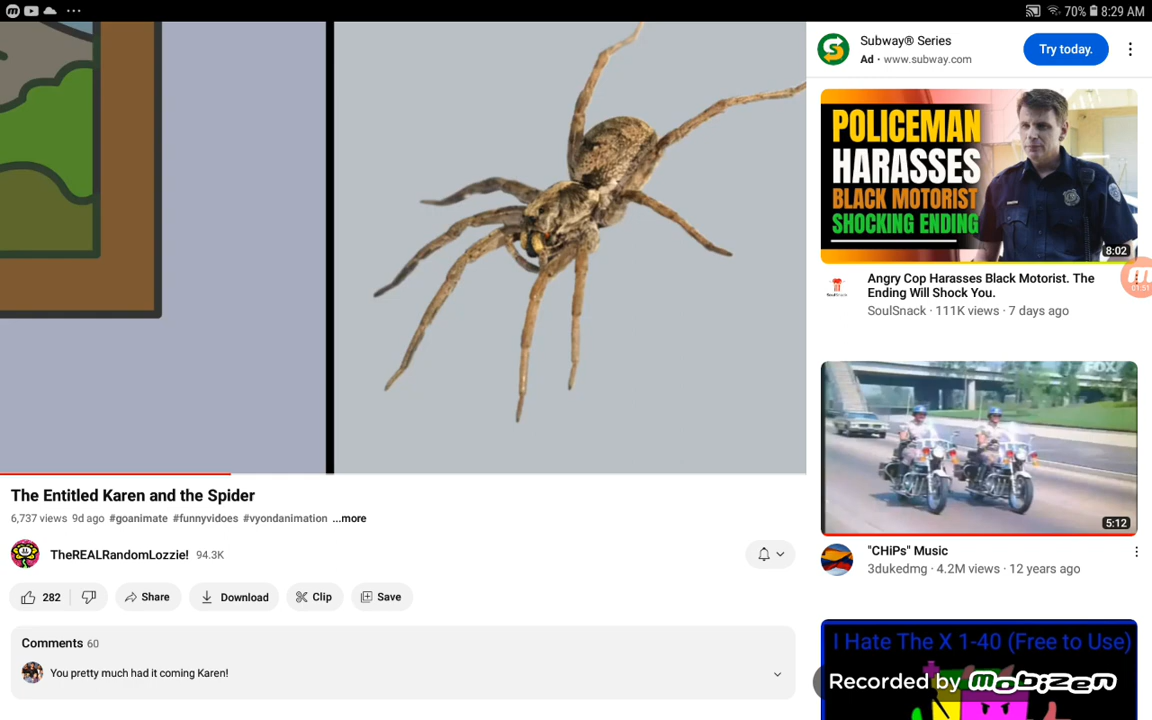 70% 8:29 AM
Subway® Series
Ad · www.subway.com
Try today.
POLICEMAN
HARASSES
BLACK MOTORIST
SHOCKING ENDING
8:02
Angry Cop Harasses Black Motorist. The
Ending Will Shock You.
SoulSnack · 111K views · 7 days ago
01:51
FOX
5:12
"CHiPs" Music
3dukedmg · 4.2M views · 12 years ago
The Entitled Karen and the Spider
6,737 views 9d ago #goanimate #funnyvidoes #vyondanimation ...more
TheREALRandomLozzie! 94.3K
282
Share
Download
Clip
Save
Comments 60
You pretty much had it coming Karen!
I Hate The X 1-40 (Free to Use)
Recorded by mobizen